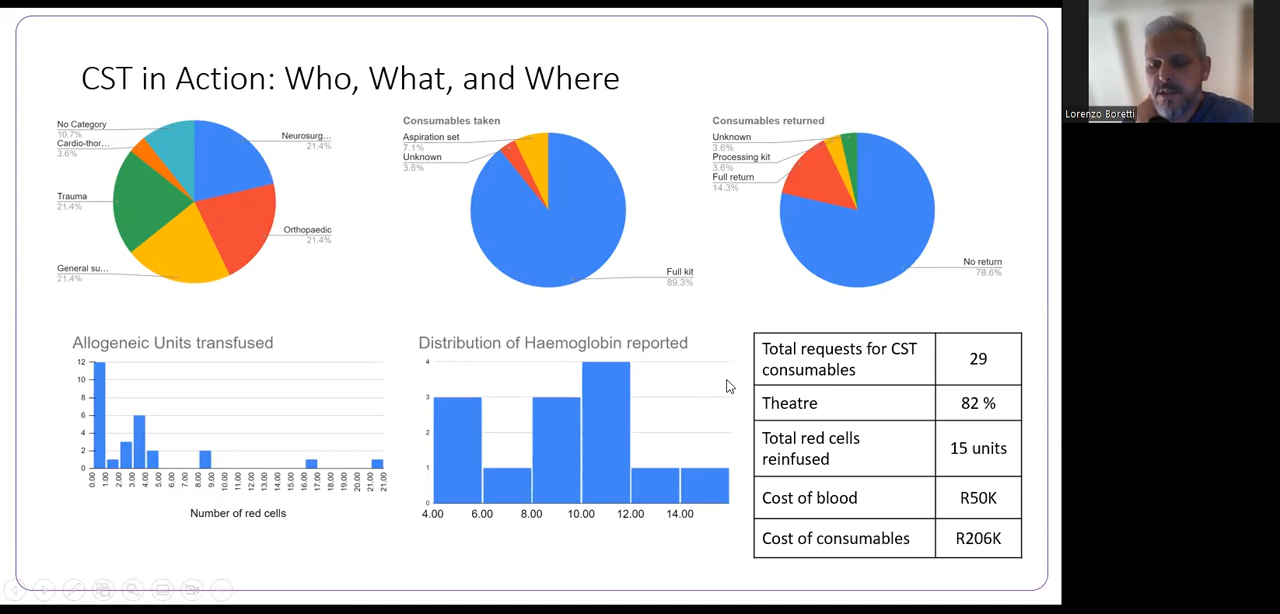 CST in Action: Who, What, and Where
No Category
10.7%
Cardio-thor...
3.6%
Trauma
21.4%
General su...
21.4%
Neurosurg...
21.4%
Orthopaedic
21.4%
Consumables taken
Aspiration set
7.1%
Unknown
3.6%
Full kit
89.3%
Consumables returned
Unknown
3.6%
Processing kit
3.6%
Full return
14.3%
No return
78.6%
Lorenzo Boretti
Allogeneic Units transfused
12
10
8
6
4
2
0
0.00 1.00 2.00 3.00 4.00 5.00 6.00 7.00 8.00 9.00 10.00 11.00 12.00 13.00 14.00 15.00 16.00 17.00 18.00 19.00 20.00 21.00 21.00
Number of red cells
Distribution of Haemoglobin reported
4
3
2
1
0
4.00 6.00 8.00 10.00 12.00 14.00
Total requests for CST
consumables
29
Theatre
82 %
Total red cells
reinfused
15 units
Cost of blood
R50K
Cost of consumables
R206K